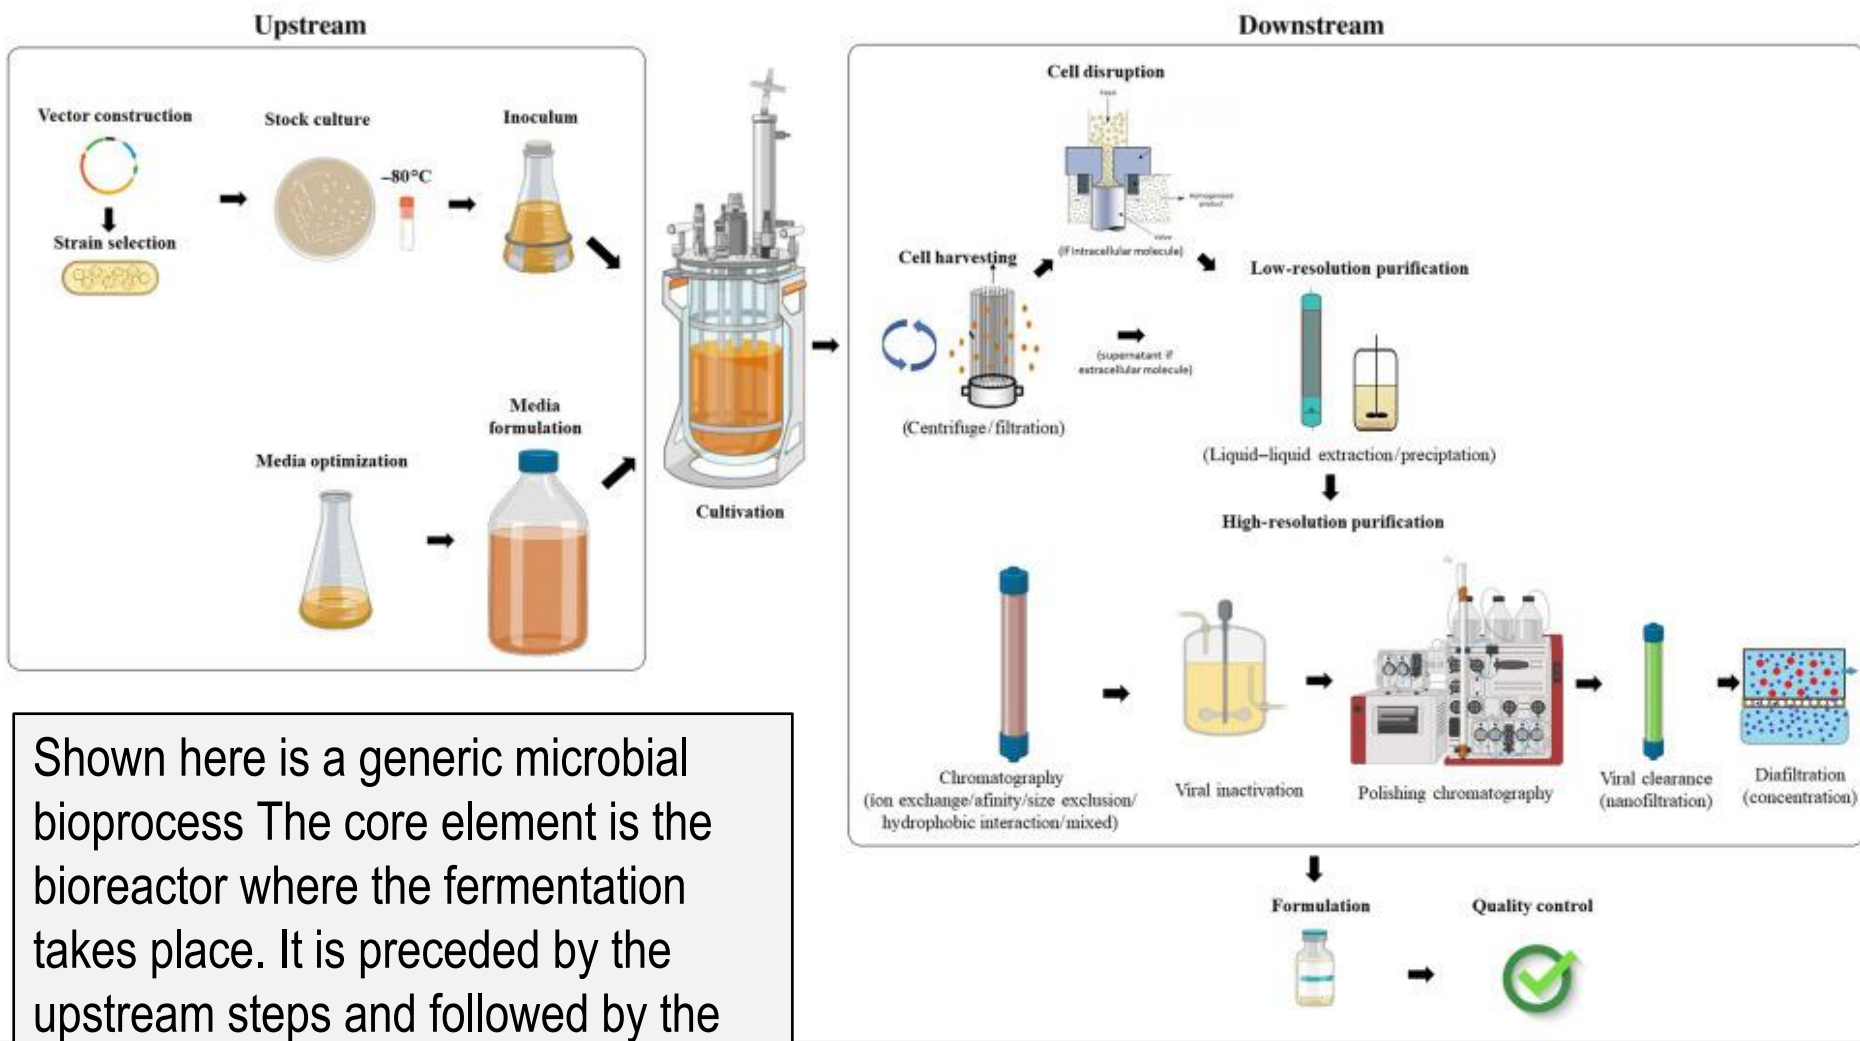 Upstream
Vector construction
Strain selection
Stock culture
–80°C
Inoculum
Media optimization
Media
formulation
Cultivation
Downstream
Cell harvesting
(Centrifuge/filtration)
Cell disruption
Feed
Homogenized
product
Valve
(If intracellular molecule)
(supernatant if
extracellular molecule)
Low-resolution purification
(Liquid–liquid extraction/preciptation)
High-resolution purification
Chromatography
(ion exchange/afinity/size exclusion/
hydrophobic interaction/mixed)
Viral inactivation
Polishing chromatography
Viral clearance
(nanofiltration)
Diafiltration
(concentration)
Formulation
Quality control
Shown here is a generic microbial
bioprocess The core element is the
bioreactor where the fermentation
takes place. It is preceded by the
upstream steps and followed by the